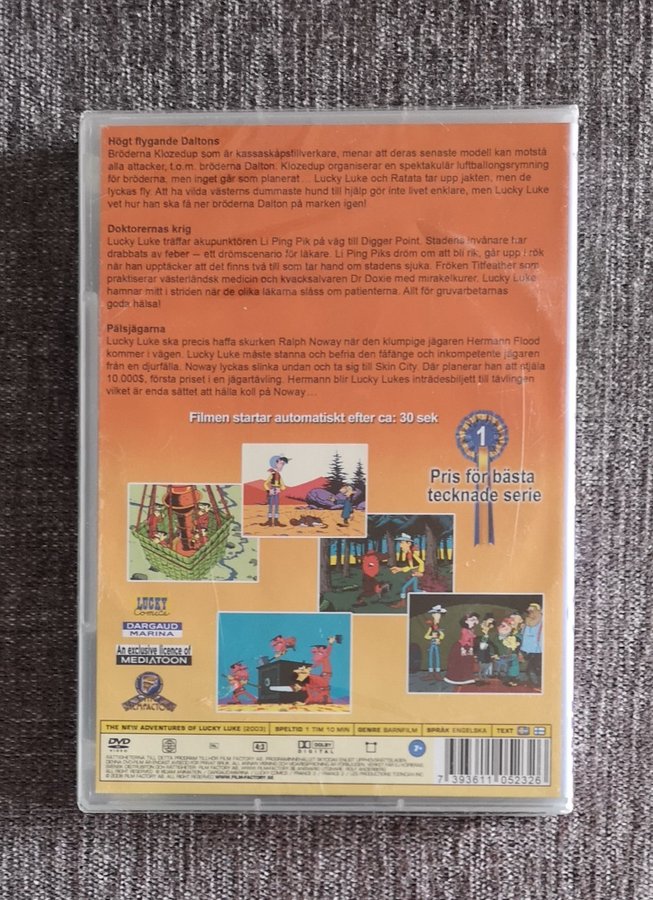 Högt flygande Daltons
Bröderna Klozedup som är kassaskåpstillverkare, menar att deras senaste modell kan motstå
alla attacker, t.o.m. bröderna Dalton. Klozedup organiserar en spektakulär luftballongsrymning
för bröderna, men inget går som planerat… Lucky Luke och Ratata tar upp jakten, men de
lyckas fly. Att ha vilda västerns dummaste hund till hjälp gör inte livet enklare, men Lucky Luke
vet hur han ska få ner bröderna Dalton på marken igen!
Doktorernas krig
Lucky Luke träffar akupunktören Li Ping Pik på väg till Digger Point. Stadens invånare har
drabbats av feber – ett drömscenario för läkare. Li Ping Piks dröm om att bli rik, går upp i rök
när han upptäcker att det finns två till som tar hand om stadens sjuka. Fröken Titfeather som
praktiserar västerländsk medicin och kvacksalvaren Dr Doxie med mirakelkurer. Lucky Luke
hamnar mitt i striden när de olika läkarna slåss om patienterna. Allt för gruvarbetarnas
goda hälsa!
Pälsjägarna
Lucky Luke ska precis haffa skurken Ralph Noway när den klumpige jägaren Hermann Flood
kommer i vägen. Lucky Luke måste stanna och befria den fåfänge och inkompetente jägaren
från en djurfälla. Noway lyckas slinka undan och ta sig till Skin City. Där planerar han att stjäla
10.000$, första priset i en jägartävling. Hermann blir Lucky Lukes inträdesbiljett till tävlingen
vilket är enda sättet att hålla koll på Noway…
Filmen startar automatiskt efter ca: 30 sek
1
Pris för bästa
tecknade serie
LUCKY
Comics
DARGAUD
MARINA
An exclusive licence of
MEDIATOON
FILM FACTORY
THE NEW ADVENTURES OF LUCKY LUKE (2003) SPELTID 1 TIM 10 MIN GENRE BARNFILM SPRÅK ENGELSKA TEXT
DVD VIDEO 4:3 DOLBY DIGITAL 7+
WWW.FILM-FACTORY.SE
7 393611 052326